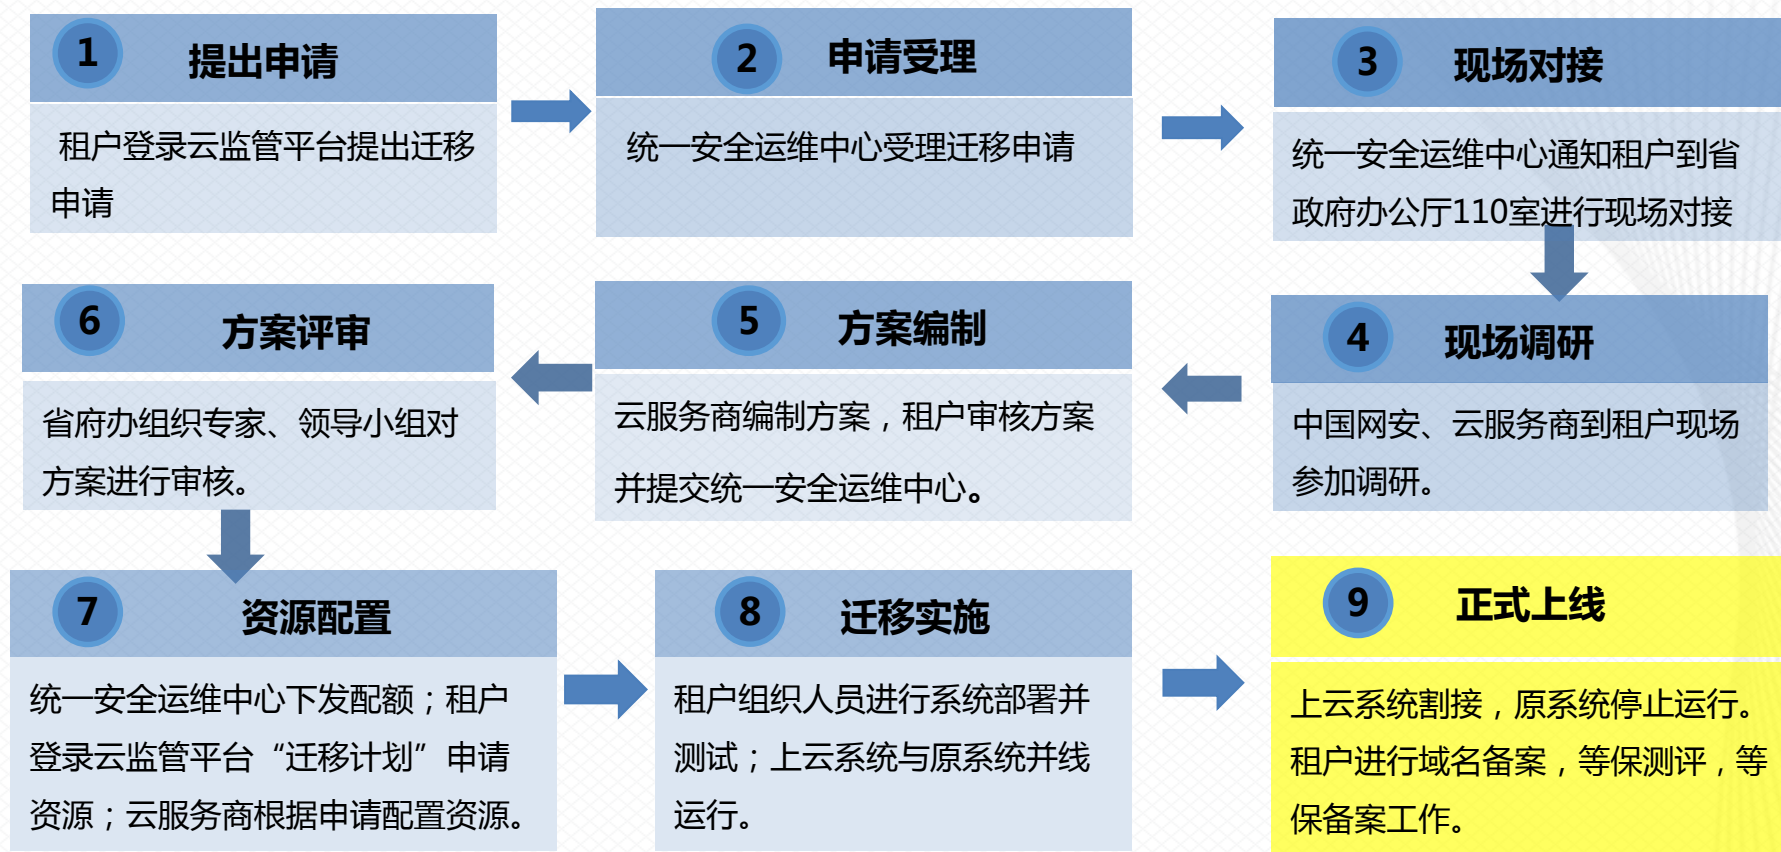 1 提出申请
租户登录云监管平台提出迁移
申请
2 申请受理
统一安全运维中心受理迁移申请
3 现场对接
统一安全运维中心通知租户到省
政府办公厅110室进行现场对接
4 现场调研
中国网安、云服务商到租户现场
参加调研。
5 方案编制
云服务商编制方案，租户审核方案
并提交统一安全运维中心。
6 方案评审
省府办组织专家、领导小组对
方案进行审核。
7 资源配置
统一安全运维中心下发配额；租户
登录云监管平台“迁移计划”申请
资源；云服务商根据申请配置资源。
8 迁移实施
租户组织人员进行系统部署并
测试；上云系统与原系统并线
运行。
9 正式上线
上云系统割接，原系统停止运行。
租户进行域名备案，等保测评，等
保备案工作。